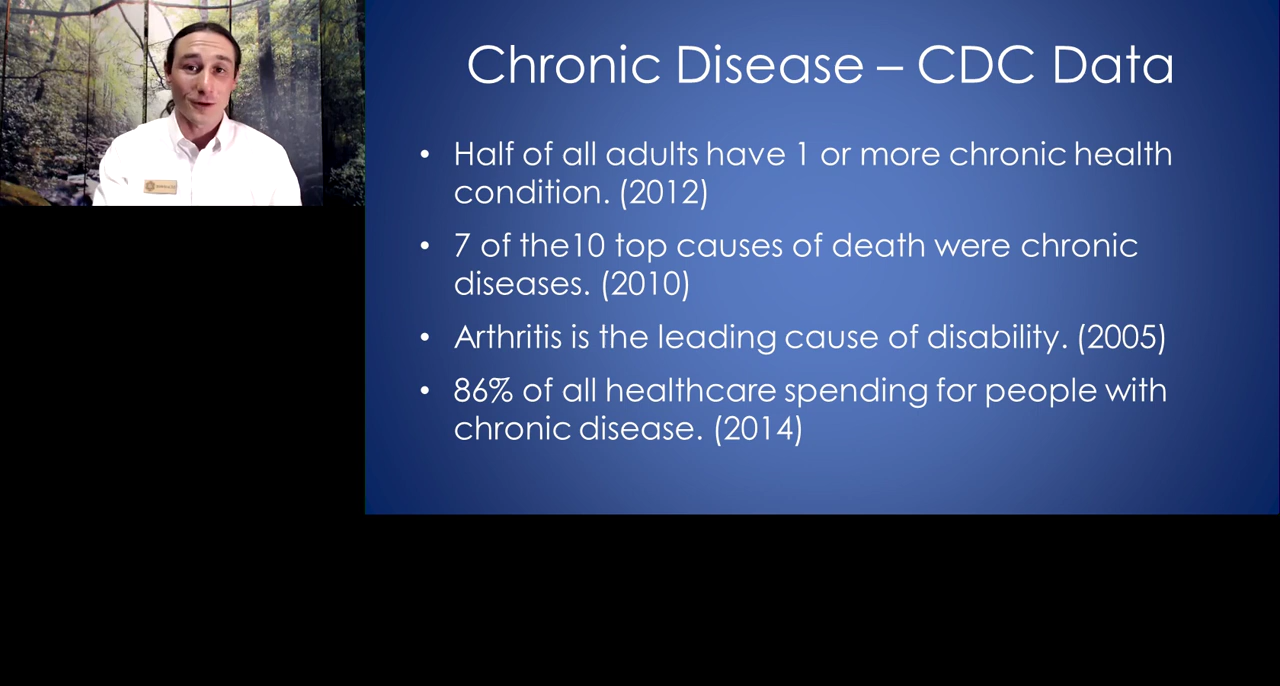 Chronic Disease – CDC Data
• Half of all adults have 1 or more chronic health
condition. (2012)
• 7 of the10 top causes of death were chronic
diseases. (2010)
• Arthritis is the leading cause of disability. (2005)
• 86% of all healthcare spending for people with
chronic disease. (2014)